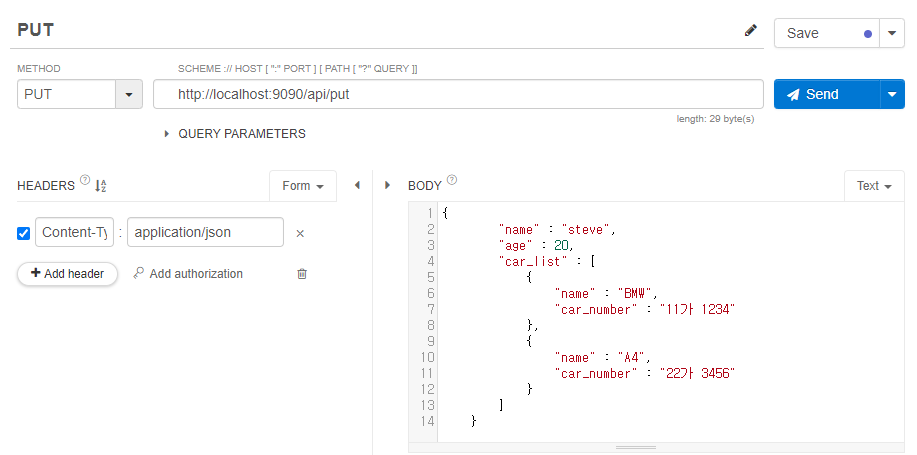 PUT
Save
METHOD
SCHEME :// HOST [ ":" PORT ] [ PATH [ "?" QUERY ]]
PUT
http://localhost:9090/api/put
Send
length: 29 byte(s)
QUERY PARAMETERS
HEADERS ?
Form
BODY ?
Text
Content-Ty : application/json ×
+ Add header
Add authorization
1 {
2 "name" : "steve",
3 "age" : 20,
4 "car_list" : [
5 {
6 "name" : "BMW",
7 "car_number" : "11가 1234"
8 },
9 {
10 "name" : "A4",
11 "car_number" : "22가 3456"
12 }
13 ]
14 }